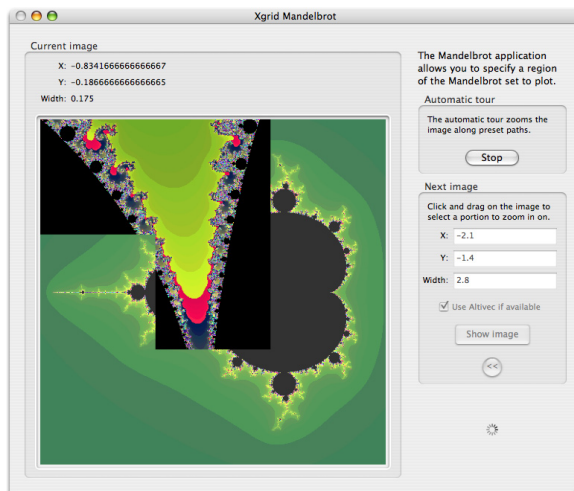 Xgrid Mandelbrot
Current image
X: -0.8341666666666667
Y: -0.1866666666666665
Width: 0.175
The Mandelbrot application
allows you to specify a region
of the Mandelbrot set to plot.
Automatic tour
The automatic tour zooms the
image along preset paths.
Stop
Next image
Click and drag on the image to
select a portion to zoom in on.
X: -2.1
Y: -1.4
Width: 2.8
Use Altivec if available
Show image
<<